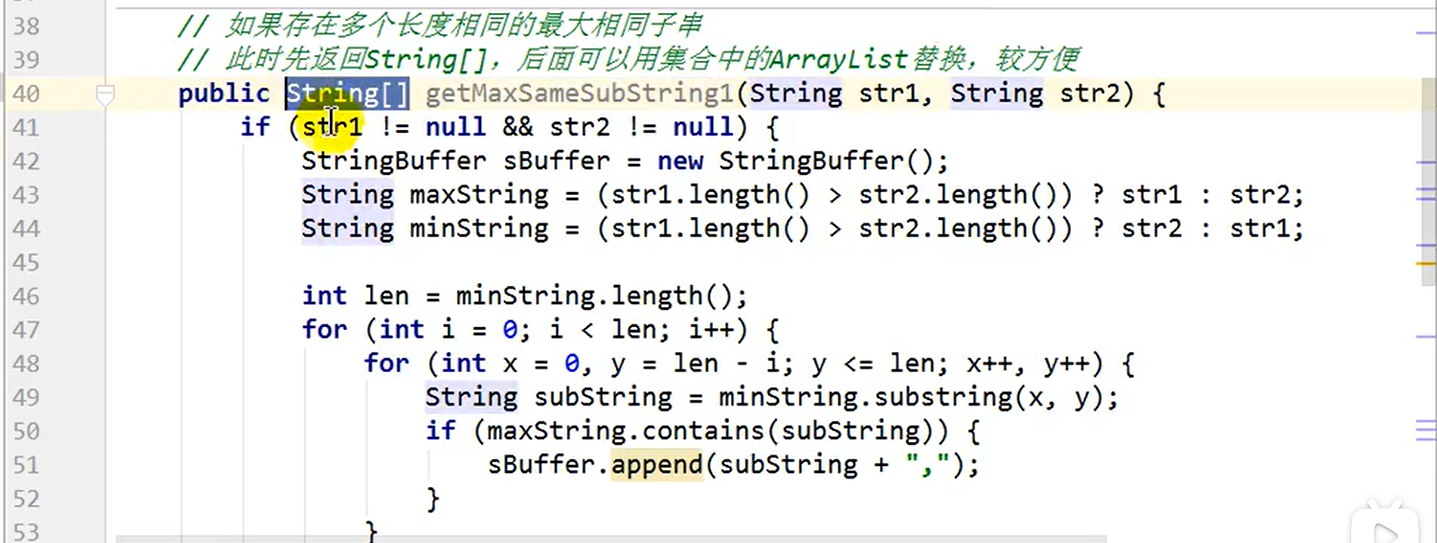 38 // 如果存在多个长度相同的最大相同子串
39 // 此时先返回String[]，后面可以用集合中的ArrayList替换，较方便
40 public String[] getMaxSameSubString1(String str1, String str2) {
41 if (str1 != null && str2 != null) {
42 StringBuffer sBuffer = new StringBuffer();
43 String maxString = (str1.length() > str2.length()) ? str1 : str2;
44 String minString = (str1.length() > str2.length()) ? str2 : str1;
45
46 int len = minString.length();
47 for (int i = 0; i < len; i++) {
48 for (int x = 0, y = len - i; y <= len; x++, y++) {
49 String subString = minString.substring(x, y);
50 if (maxString.contains(subString)) {
51 sBuffer.append(subString + ",");
52 }
53 }